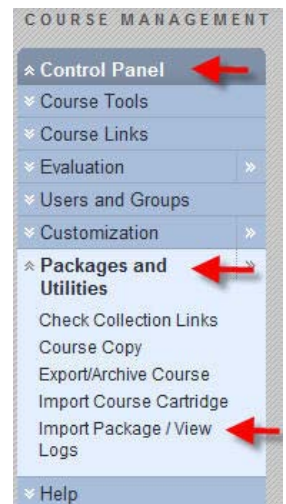 COURSE MANAGEMENT
Control Panel
Course Tools
Course Links
Evaluation
Users and Groups
Customization
Packages and
Utilities
Check Collection Links
Course Copy
Export/Archive Course
Import Course Cartridge
Import Package / View
Logs
Help